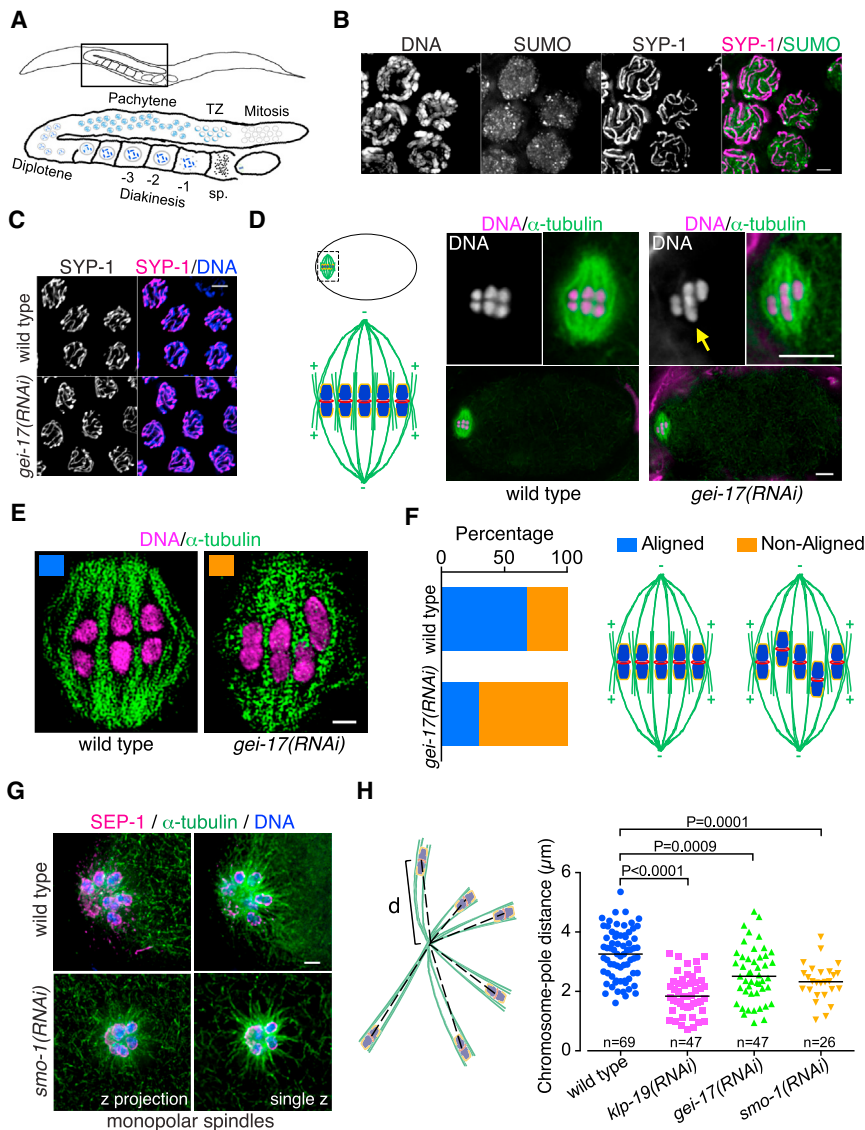 A
Pachytene
TZ
Mitosis
Diplotene
-3
-2
-1
sp.
Diakinesis
B
DNA
SUMO
SYP-1
SYP-1/SUMO
C
SYP-1
SYP-1/DNA
wild type
gei-17(RNAi)
D
DNA/α-tubulin
DNA/α-tubulin
DNA
DNA
-
+
+
+
+
-
wild type
gei-17(RNAi)
E
DNA/α-tubulin
wild type
gei-17(RNAi)
F
Percentage
0
50
100
wild type
gei-17(RNAi)
Aligned
Non-Aligned
-
-
+
+
+
+
+
+
+
+
-
-
G
SEP-1 / α-tubulin / DNA
wild type
smo-1(RNAi)
z projection
single z
monopolar spindles
H
d
P=0.0001
P=0.0009
P<0.0001
Chromosome-pole distance (µm)
6
4
2
0
n=69
n=47
n=47
n=26
wild type
klp-19(RNAi)
gei-17(RNAi)
smo-1(RNAi)